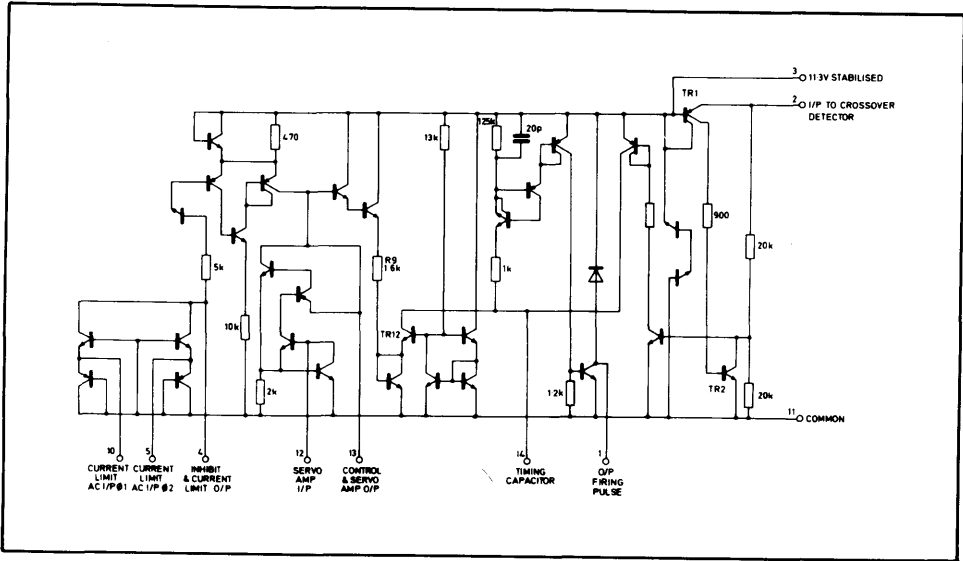 3
11·3V STABILISED
TR1
2
I/P TO CROSSOVER
DETECTOR
470
13k
125k
20p
900
20k
5k
R9
1·6k
1k
10k
TR12
2k
1·2k
TR2
20k
11
COMMON
10
CURRENT
LIMIT
AC I/P Ø1
5
CURRENT
LIMIT
AC I/P Ø2
4
INHIBIT
& CURRENT
LIMIT O/P
12
SERVO
AMP
I/P
13
CONTROL
& SERVO
AMP O/P
14
TIMING
CAPACITOR
1
O/P
FIRING
PULSE